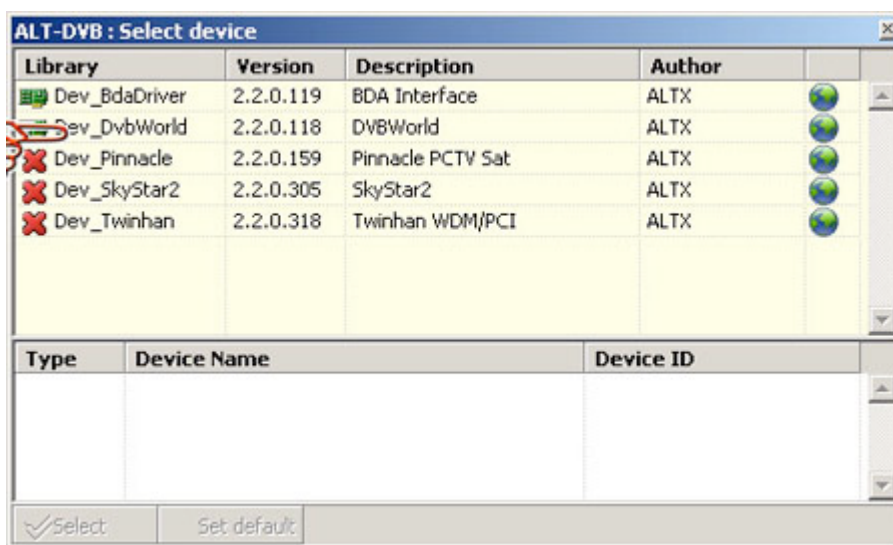 ALT-DVB : Select device
Library Version Description Author
Dev_BdaDriver 2.2.0.119 BDA Interface ALTX
Dev_DvbWorld 2.2.0.118 DVBWorld ALTX
Dev_Pinnacle 2.2.0.159 Pinnacle PCTV Sat ALTX
Dev_SkyStar2 2.2.0.305 SkyStar2 ALTX
Dev_Twinhan 2.2.0.318 Twinhan WDM/PCI ALTX
Type Device Name Device ID
Select Set default